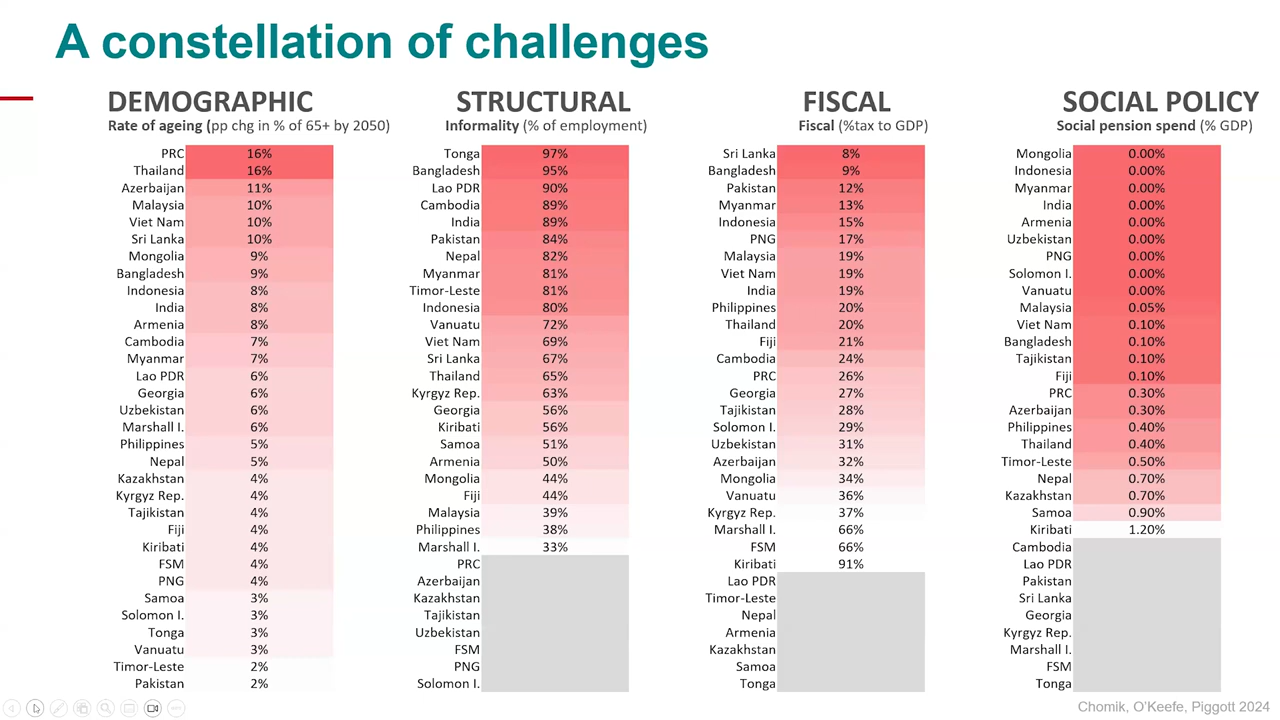 A constellation of challenges
DEMOGRAPHIC
Rate of ageing (pp chg in % of 65+ by 2050)
PRC 16%
Thailand 16%
Azerbaijan 11%
Malaysia 10%
Viet Nam 10%
Sri Lanka 10%
Mongolia 9%
Bangladesh 9%
Indonesia 8%
India 8%
Armenia 8%
Cambodia 7%
Myanmar 7%
Lao PDR 6%
Georgia 6%
Uzbekistan 6%
Marshall I. 6%
Philippines 5%
Nepal 5%
Kazakhstan 4%
Kyrgyz Rep. 4%
Tajikistan 4%
Fiji 4%
Kiribati 4%
FSM 4%
PNG 4%
Samoa 3%
Solomon I. 3%
Tonga 3%
Vanuatu 3%
Timor-Leste 2%
Pakistan 2%
STRUCTURAL
Informality (% of employment)
Tonga 97%
Bangladesh 95%
Lao PDR 90%
Cambodia 89%
India 89%
Pakistan 84%
Nepal 82%
Myanmar 81%
Timor-Leste 81%
Indonesia 80%
Vanuatu 72%
Viet Nam 69%
Sri Lanka 67%
Thailand 65%
Kyrgyz Rep. 63%
Georgia 56%
Kiribati 56%
Samoa 51%
Armenia 50%
Mongolia 44%
Fiji 44%
Malaysia 39%
Philippines 38%
Marshall I. 33%
PRC
Azerbaijan
Kazakhstan
Tajikistan
Uzbekistan
FSM
PNG
Solomon I.
FISCAL
Fiscal (%tax to GDP)
Sri Lanka 8%
Bangladesh 9%
Pakistan 12%
Myanmar 13%
Indonesia 15%
PNG 17%
Malaysia 19%
Viet Nam 19%
India 19%
Philippines 20%
Thailand 20%
Fiji 21%
Cambodia 24%
PRC 26%
Georgia 27%
Tajikistan 28%
Solomon I. 29%
Uzbekistan 31%
Azerbaijan 32%
Mongolia 34%
Vanuatu 36%
Kyrgyz Rep. 37%
Marshall I. 66%
FSM 66%
Kiribati 91%
Lao PDR
Timor-Leste
Nepal
Armenia
Kazakhstan
Samoa
Tonga
SOCIAL POLICY
Social pension spend (% GDP)
Mongolia 0.00%
Indonesia 0.00%
Myanmar 0.00%
India 0.00%
Armenia 0.00%
Uzbekistan 0.00%
PNG 0.00%
Solomon I. 0.00%
Vanuatu 0.00%
Malaysia 0.05%
Viet Nam 0.10%
Bangladesh 0.10%
Tajikistan 0.10%
Fiji 0.10%
PRC 0.30%
Azerbaijan 0.30%
Philippines 0.40%
Thailand 0.40%
Timor-Leste 0.50%
Nepal 0.70%
Kazakhstan 0.70%
Samoa 0.90%
Kiribati 1.20%
Cambodia
Lao PDR
Pakistan
Sri Lanka
Georgia
Kyrgyz Rep.
Marshall I.
FSM
Tonga
Chomik, O'Keefe, Piggott 2024